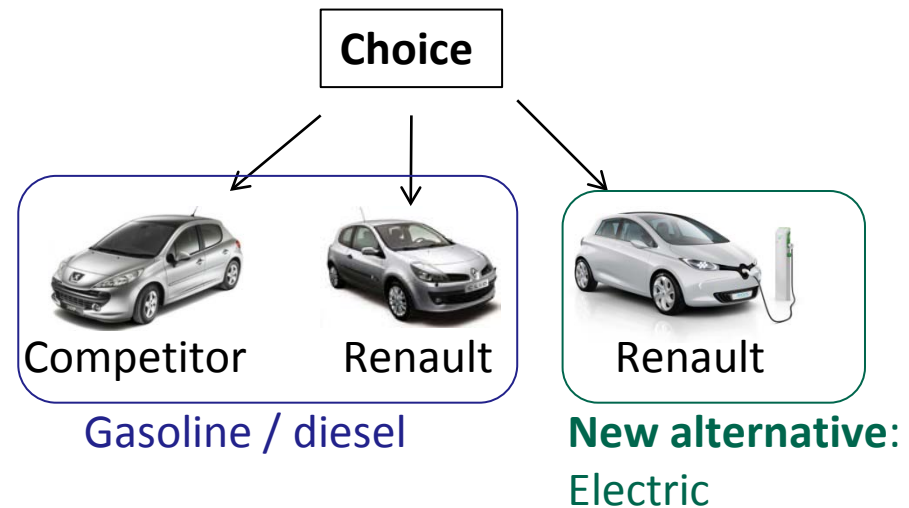 Choice
Competitor
Renault
Renault
Gasoline / diesel
New alternative:
Electric